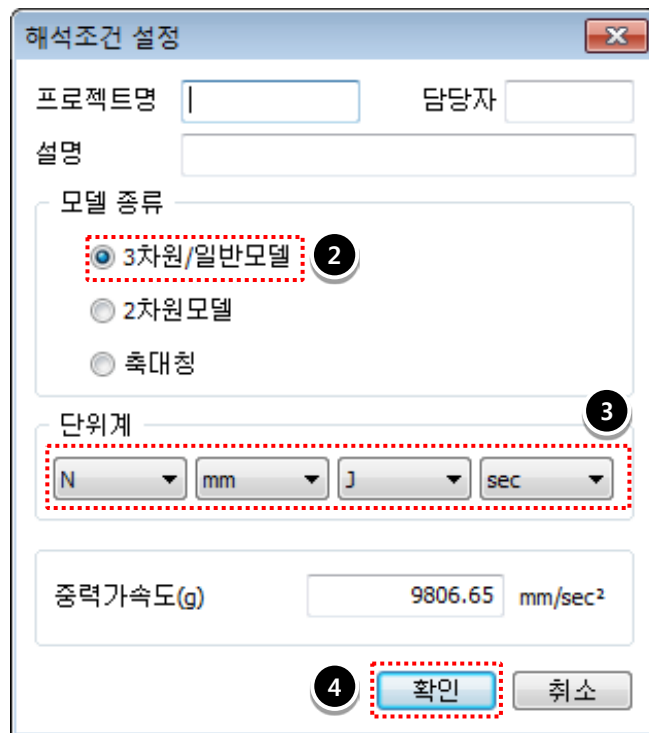 해석조건 설정
프로젝트명 담당자
설명
모델 종류
3차원/일반모델 2
2차원모델
축대칭
3
단위계
N mm J sec
중력가속도(g) 9806.65 mm/sec²
4 확인 취소